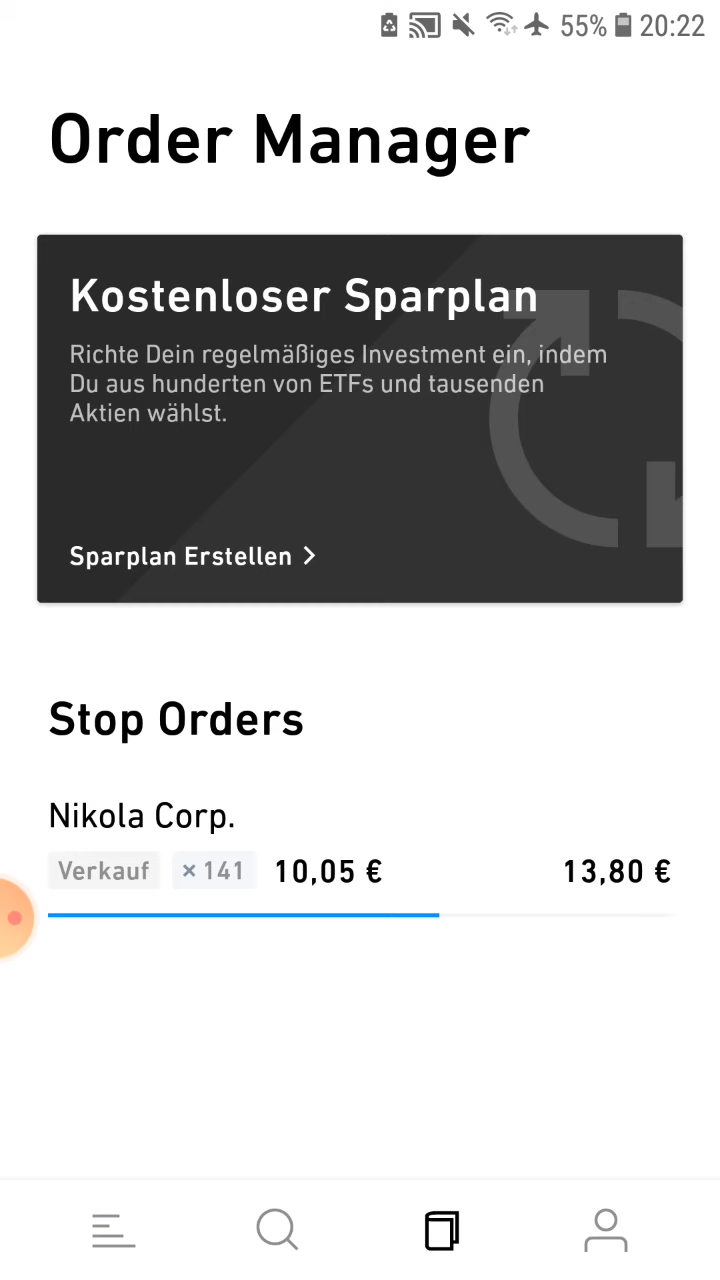 55% 20:22
Order Manager
Kostenloser Sparplan
Richte Dein regelmäßiges Investment ein, indem
Du aus hunderten von ETFs und tausenden
Aktien wählst.
Sparplan Erstellen >
Stop Orders
Nikola Corp.
Verkauf × 141 10,05 € 13,80 €